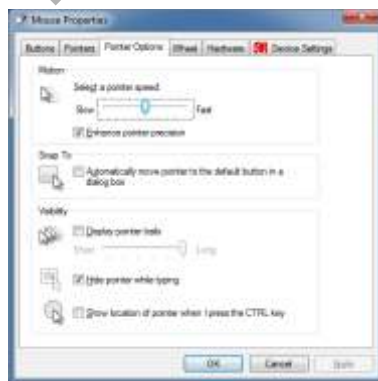 Mouse Properties
Buttons Pointers Pointer Options Wheel Hardware Device Settings
Motion
Select a pointer speed:
Slow Fast
Enhance pointer precision
Snap To
Automatically move pointer to the default button in a
dialog box
Visibility
Display pointer trails
Short Long
Hide pointer while typing
Show location of pointer when I press the CTRL key
OK Cancel Apply